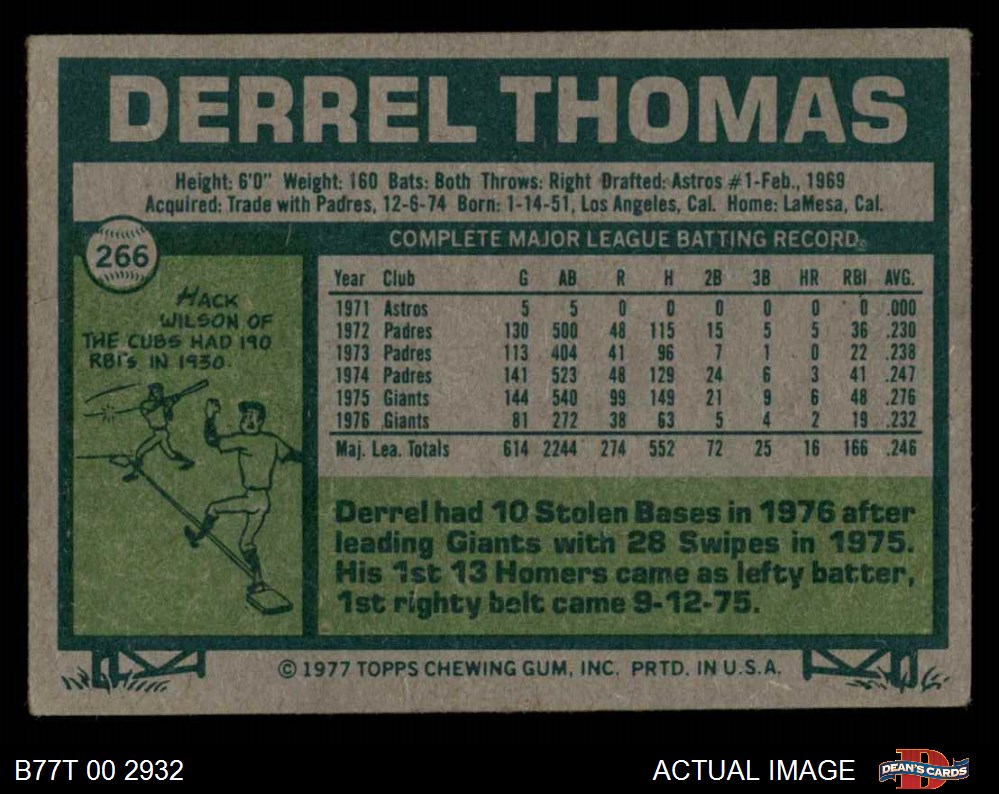 DERREL THOMAS
Height: 6'0" Weight: 160 Bats: Both Throws: Right Drafted: Astros #1-Feb., 1969
Acquired: Trade with Padres, 12-6-74 Born: 1-14-51, Los Angeles, Cal. Home: LaMesa, Cal.
266
COMPLETE MAJOR LEAGUE BATTING RECORD.
HACK
WILSON OF
THE CUBS HAD 190
RBI's IN 1930.
Year Club G AB R H 2B 3B HR RBI AVG.
1971 Astros 5 5 0 0 0 0 0 0 .000
1972 Padres 130 500 48 115 15 5 5 36 .230
1973 Padres 113 404 41 96 7 1 0 22 .238
1974 Padres 141 523 48 129 24 6 3 41 .247
1975 Giants 144 540 99 149 21 9 6 48 .276
1976 Giants 81 272 38 63 5 4 2 19 .232
Maj. Lea. Totals 614 2244 274 552 72 25 16 166 .246
Derrel had 10 Stolen Bases in 1976 after
leading Giants with 28 Swipes in 1975.
His 1st 13 Homers came as lefty batter,
1st righty belt came 9-12-75.
© 1977 TOPPS CHEWING GUM, INC. PRTD. IN U.S.A.
B77T 00 2932
ACTUAL IMAGE
DEAN'S CARDS